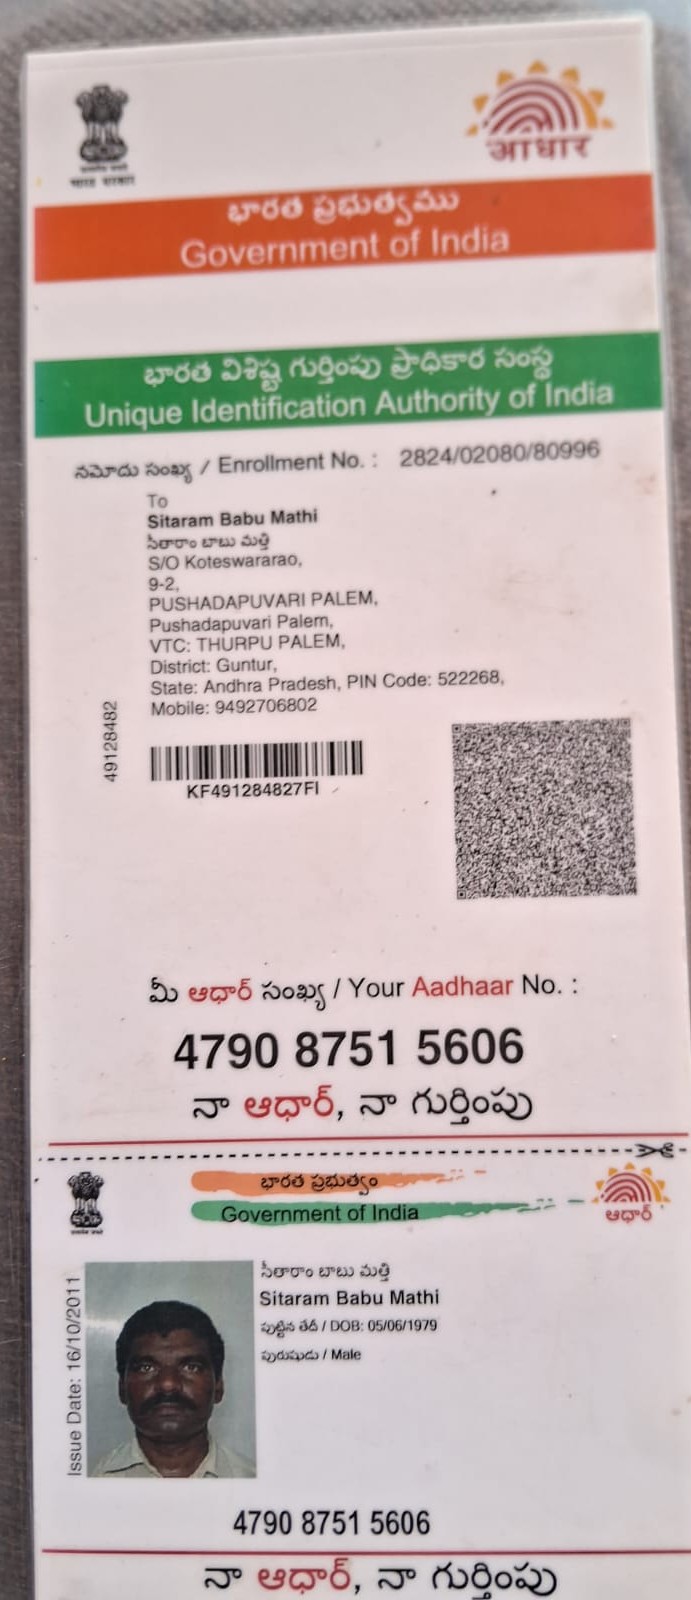 आधार
భారత ప్రభుత్వము
Government of India
భారత విశిష్ట గుర్తింపు ప్రాధికార సంస్థ
Unique Identification Authority of India
నమోదు సంఖ్య / Enrollment No. : 2824/02080/80996
To
Sitaram Babu Mathi
సీతారాం బాబు మత్తి
S/O Koteswararao,
9-2,
PUSHADAPUVARI PALEM,
Pushadapuvari Palem,
VTC: THURPU PALEM,
District: Guntur,
State: Andhra Pradesh, PIN Code: 522268,
Mobile: 9492706802
49128482
KF491284827FI
మీ ఆధార్ సంఖ్య / Your Aadhaar No. :
4790 8751 5606
నా ఆధార్, నా గుర్తింపు
భారత ప్రభుత్వం
Government of India
ఆధార్
Issue Date: 16/10/2011
సీతారాం బాబు మత్తి
Sitaram Babu Mathi
పుట్టిన తేదీ / DOB: 05/06/1979
పురుషుడు / Male
4790 8751 5606
నా ఆధార్, నా గుర్తింపు